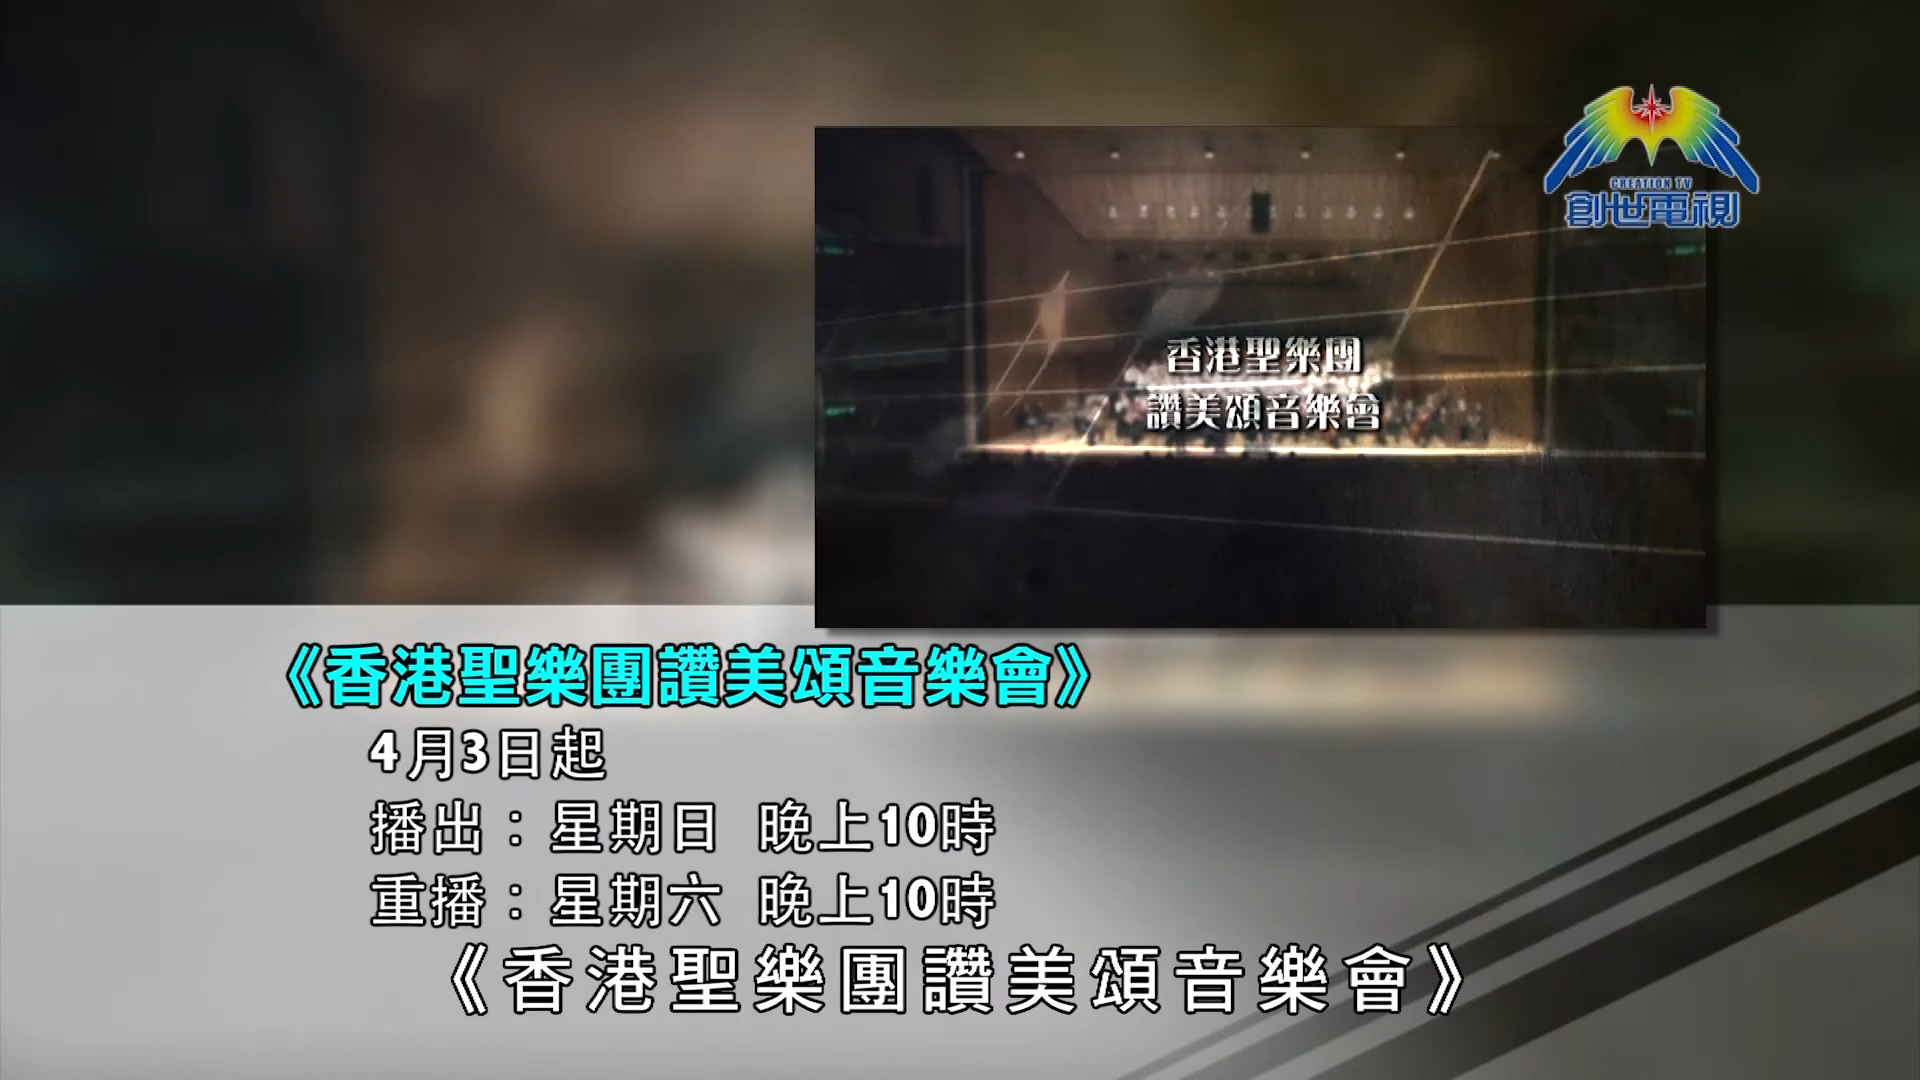 CREATION TV
創世電視
香港聖樂團
讚美頌音樂會
《香港聖樂團讚美頌音樂會》
4月3日起
播出：星期日 晚上10時
重播：星期六 晚上10時
《香港聖樂團讚美頌音樂會》